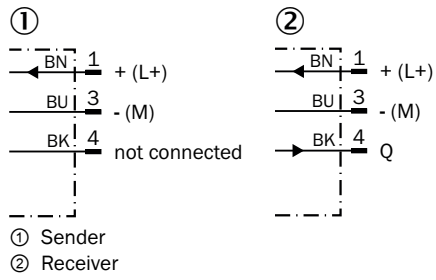 ① ②
BN 1 + (L+) BN 1 + (L+)
BU 3 - (M) BU 3 - (M)
BK 4 not connected BK 4 Q
① Sender
② Receiver